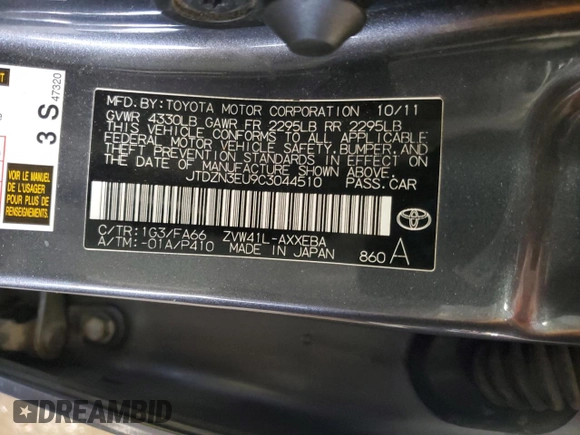 MFD. BY: TOYOTA MOTOR CORPORATION 10/11
GVWR 4330LB GAWR FR 2295LB RR 2295LB
THIS VEHICLE CONFORMS TO ALL APPLICABLE
FEDERAL MOTOR VEHICLE SAFETY, BUMPER, AND
THEFT PREVENTION STANDARDS IN EFFECT ON
THE DATE OF MANUFACTURE SHOWN ABOVE.
JTDZN3EU9C3044510 PASS. CAR
C/TR: 1G3/FA66 ZVW41L-AXXEBA
A/TM: -01A/P410 MADE IN JAPAN
860 A
TOYOTA
3 S
47320
VOIR LE
MANUEL DE
L'USAGER
POUR PLUS DE
DREAMBID